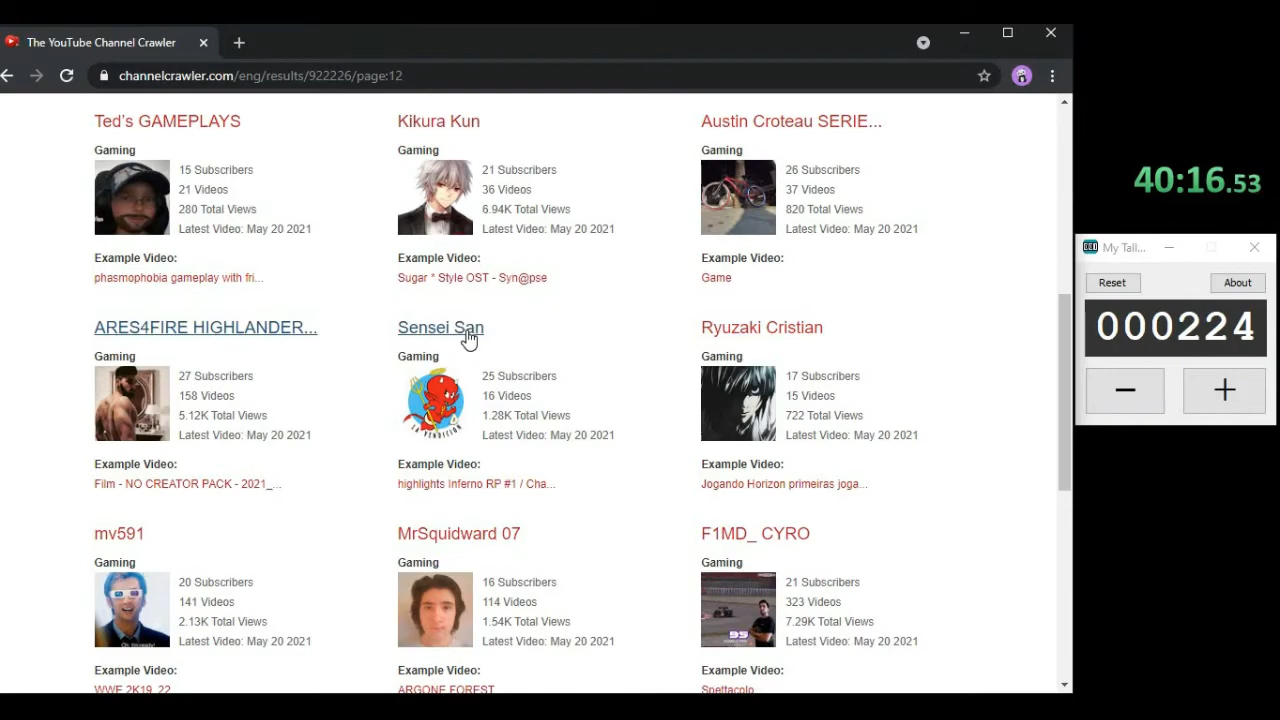 The YouTube Channel Crawler
channelcrawler.com/eng/results/922226/page:12
Ted's GAMEPLAYS
Gaming
15 Subscribers
21 Videos
280 Total Views
Latest Video: May 20 2021
Example Video:
phasmophobia gameplay with fri...
Kikura Kun
Gaming
21 Subscribers
36 Videos
6.94K Total Views
Latest Video: May 20 2021
Example Video:
Sugar * Style OST - Syn@pse
Austin Croteau SERIE...
Gaming
26 Subscribers
37 Videos
820 Total Views
Latest Video: May 20 2021
Example Video:
Game
ARES4FIRE HIGHLANDER...
Gaming
27 Subscribers
158 Videos
5.12K Total Views
Latest Video: May 20 2021
Example Video:
Film - NO CREATOR PACK - 2021_...
Sensei San
Gaming
25 Subscribers
16 Videos
1.28K Total Views
Latest Video: May 20 2021
Example Video:
highlights Inferno RP #1 / Cha...
Ryuzaki Cristian
Gaming
17 Subscribers
15 Videos
722 Total Views
Latest Video: May 20 2021
Example Video:
Jogando Horizon primeiras joga...
mv591
Gaming
20 Subscribers
141 Videos
2.13K Total Views
Latest Video: May 20 2021
Example Video:
WWE 2K19_22
MrSquidward 07
Gaming
16 Subscribers
114 Videos
1.54K Total Views
Latest Video: May 20 2021
Example Video:
ARGONE FOREST
F1MD_ CYRO
Gaming
21 Subscribers
323 Videos
7.29K Total Views
Latest Video: May 20 2021
Example Video:
Spettacolo
40:16.53
My Tall...
Reset
About
000224